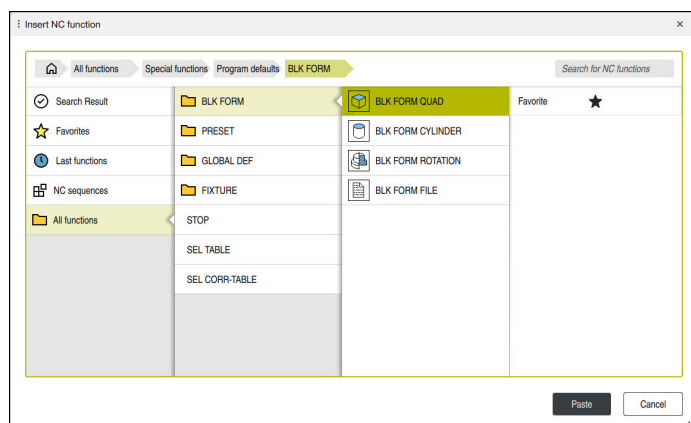 Insert NC function
All functions Special functions Program defaults BLK FORM Search for NC functions
Search Result BLK FORM BLK FORM QUAD Favorite
Favorites PRESET BLK FORM CYLINDER
Last functions GLOBAL DEF BLK FORM ROTATION
NC sequences FIXTURE BLK FORM FILE
All functions STOP
SEL TABLE
SEL CORR-TABLE
Paste Cancel